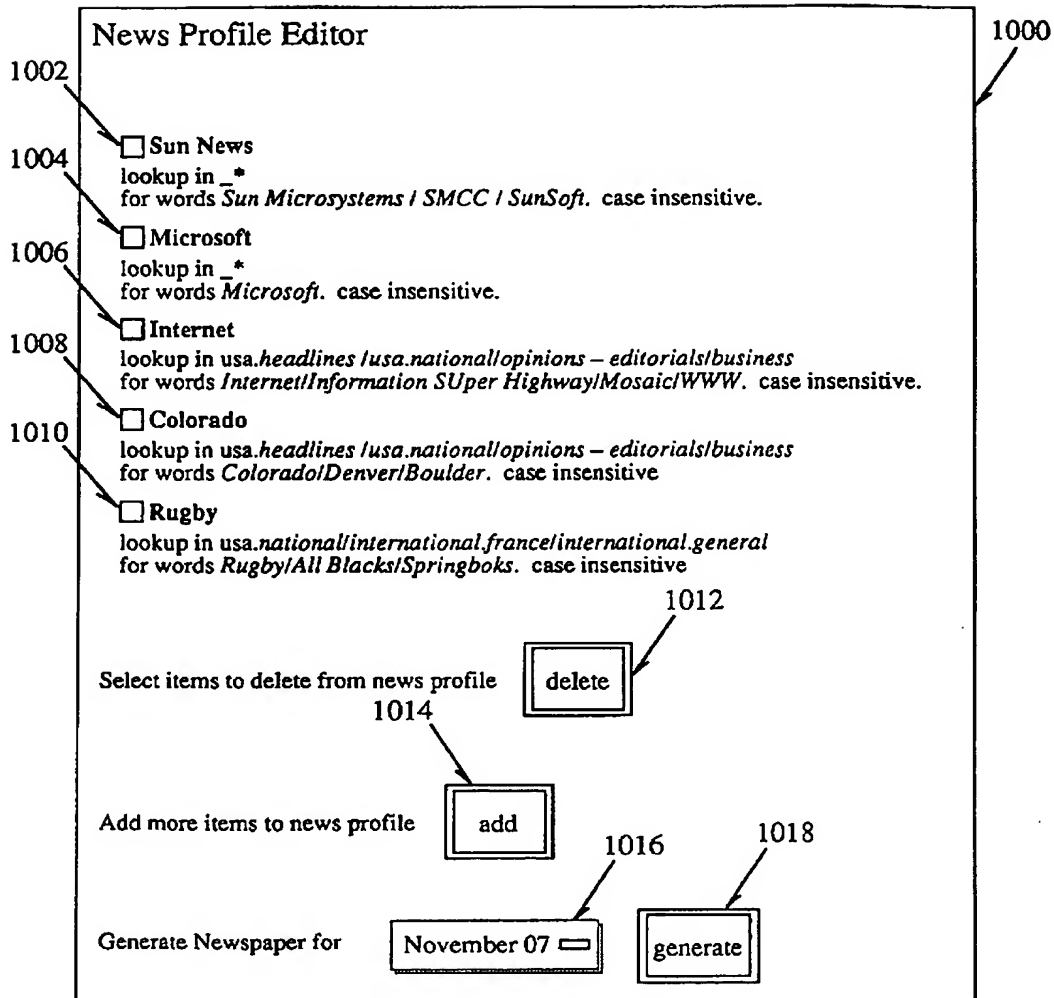 News Profile Editor
1000
1002
Sun News
lookup in _*
for words Sun Microsystems / SMCC / SunSoft. case insensitive.
1004
Microsoft
lookup in _*
for words Microsoft. case insensitive.
1006
Internet
lookup in usa.headlines /usa.national/opinions – editorials/business
for words Internet/Information SUper Highway/Mosaic/WWW. case insensitive.
1008
Colorado
lookup in usa.headlines /usa.national/opinions – editorials/business
for words Colorado/Denver/Boulder. case insensitive
1010
Rugby
lookup in usa.national/international.france/international.general
for words Rugby/All Blacks/Springboks. case insensitive
1012
Select items to delete from news profile delete
1014
Add more items to news profile add
1016
1018
Generate Newspaper for November 07 generate